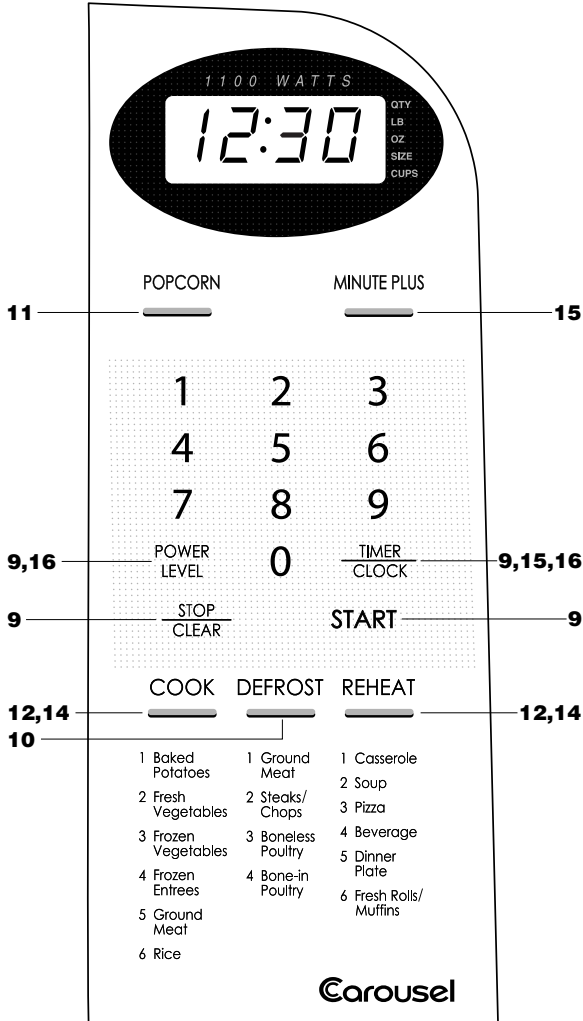 1100 WATTS
12:30
QTY
LB
OZ
SIZE
CUPS
POPCORN
MINUTE PLUS
11
15
1 2 3
4 5 6
7 8 9
9,16
POWER
LEVEL
0
TIMER
CLOCK
9,15,16
9
STOP
CLEAR
START
9
COOK DEFROST REHEAT
12,14
12,14
10
1 Baked
Potatoes
2 Fresh
Vegetables
3 Frozen
Vegetables
4 Frozen
Entrees
5 Ground
Meat
6 Rice
1 Ground
Meat
2 Steaks/
Chops
3 Boneless
Poultry
4 Bone-in
Poultry
1 Casserole
2 Soup
3 Pizza
4 Beverage
5 Dinner
Plate
6 Fresh Rolls/
Muffins
Carousel